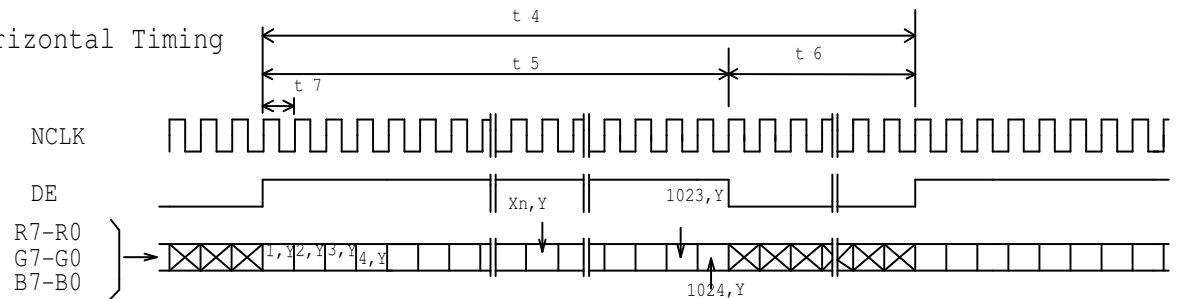 t 4
rizontal Timing
t 5
t 6
t 7
NCLK
DE
Xn,Y
1023,Y
R7-R0
G7-G0
B7-B0
1,Y 2,Y 3,Y 4,Y
1024,Y